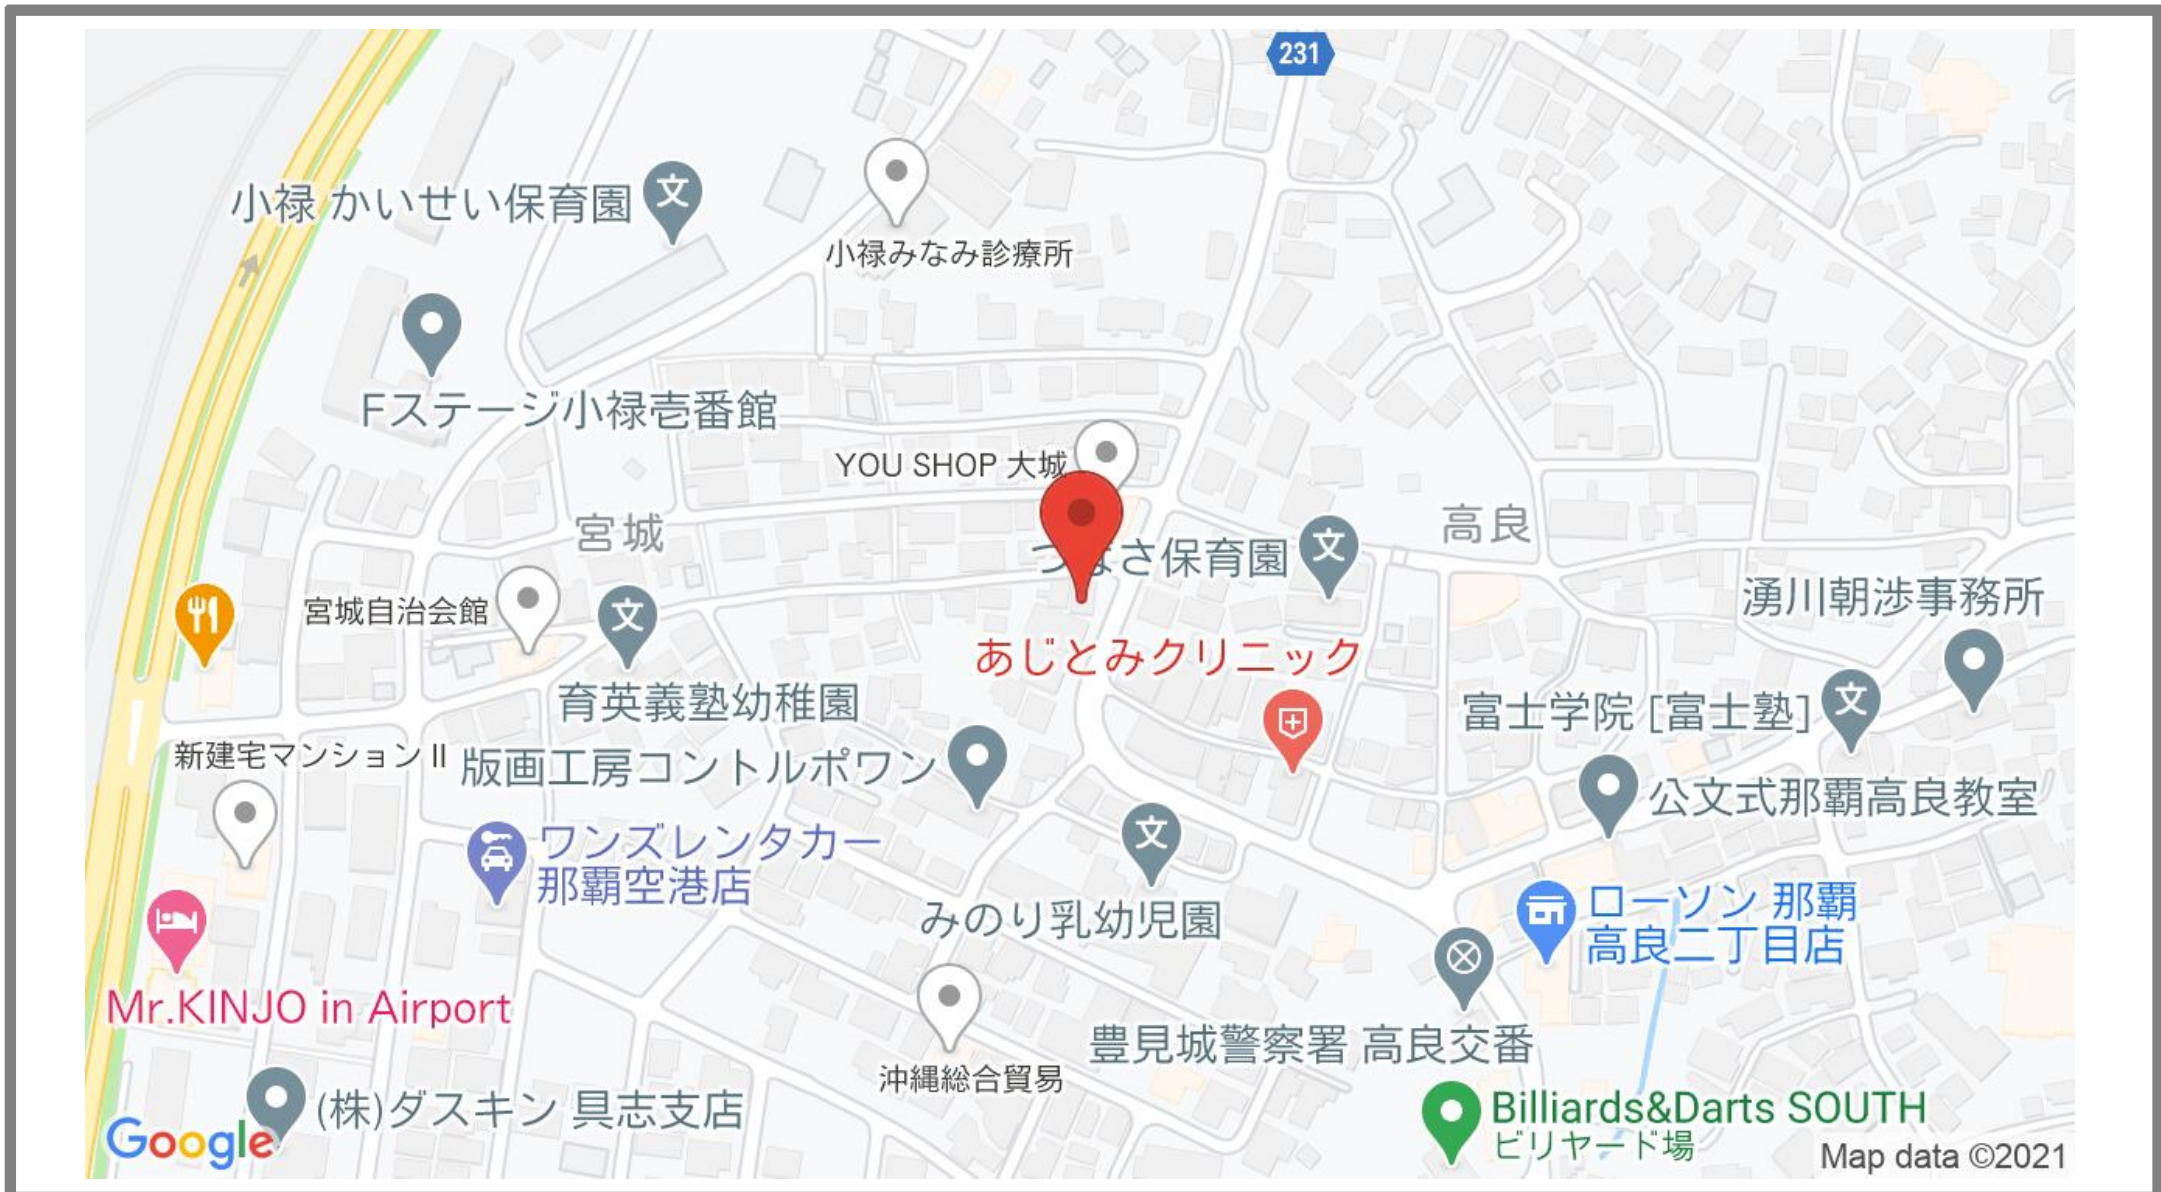 231
小禄 かいせい保育園
小禄みなみ診療所
Fステージ小禄壱番館
YOU SHOP 大城
宮城
さ保育園
高良
宮城自治会館
湧川朝渉事務所
あじとみクリニック
育英義塾幼稚園
富士学院 [富士塾]
新建宅マンションⅡ
版画工房コントルポワン
公文式那覇高良教室
ワンズレンタカー
那覇空港店
みのり乳幼児園
ローソン 那覇
高良二丁目店
Mr.KINJO in Airport
豊見城警察署 高良交番
沖縄総合貿易
(株)ダスキン 具志支店
Billiards&Darts SOUTH
ビリヤード場
Google
Map data ©2021